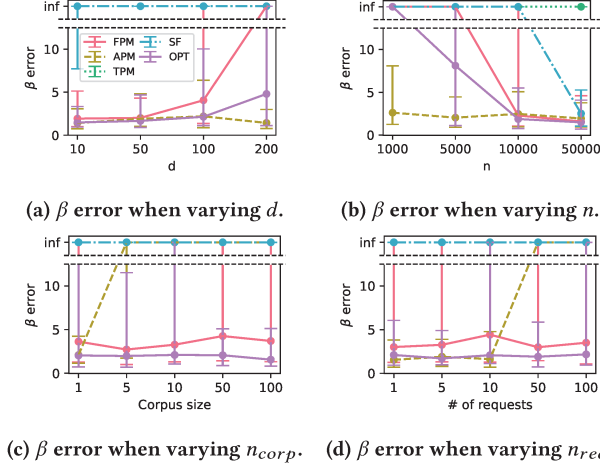 inf
10
5
0
β error
FPM
APM
TPM
SF
OPT
10 50 100 200
d
inf
10
5
0
β error
1000 5000 10000 50000
n
(a) β error when varying d.
(b) β error when varying n.
inf
10
5
0
β error
1 5 10 50 100
Corpus size
inf
10
5
0
β error
1 5 10 50 100
# of requests
(c) β error when varying n_corp.
(d) β error when varying n_rec